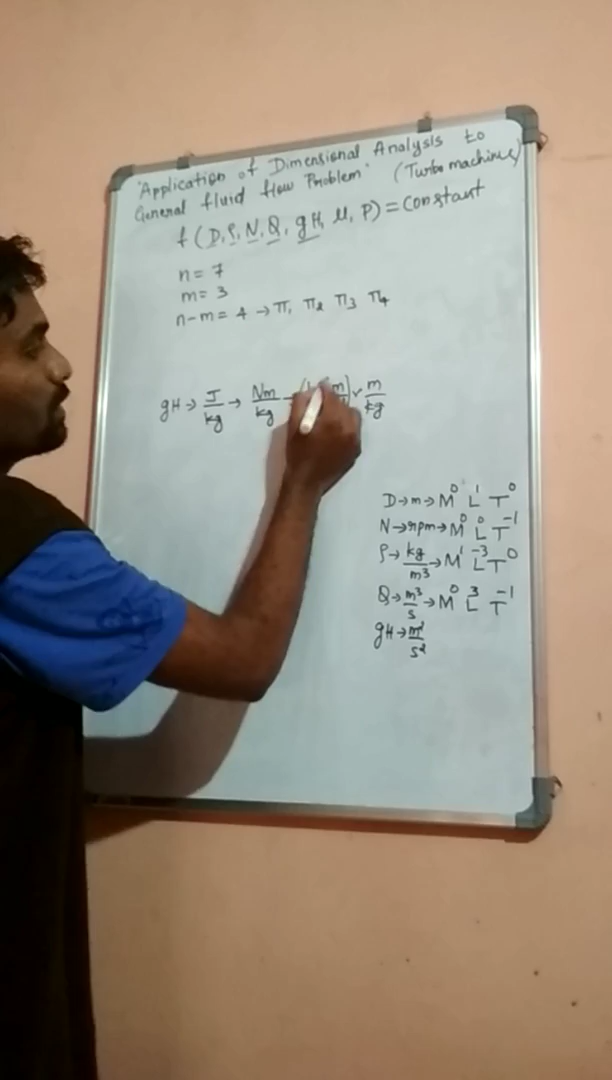 "Application of Dimensional Analysis to
General fluid flow Problem" (Turbo machines)
f (D, ρ, N, Q, gH, μ, P) = Constant
n = 7
m = 3
n-m = 4 → π₁ π₂ π₃ π₄
gH → J/kg → Nm/kg → m/kg
D → m → M⁰ L¹ T⁰
N → rpm → M⁰ L⁰ T⁻¹
ρ → kg/m³ → M¹ L⁻³ T⁰
Q → m³/s → M⁰ L³ T⁻¹
gH → m²/s²